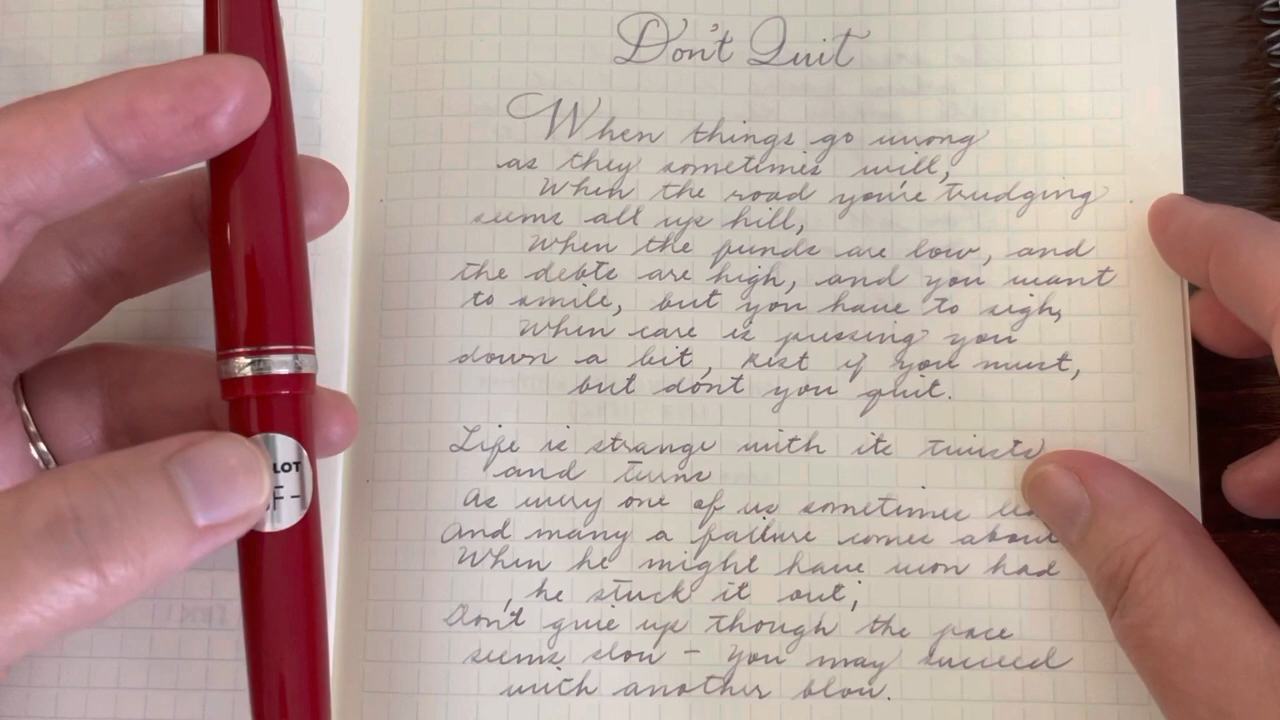 Don't Quit
When things go wrong
as they sometimes will,
When the road you're trudging
seems all up hill,
When the funds are low, and
the debts are high, and you want
to smile, but you have to sigh,
When care is pressing you
down a bit, Rest if you must,
but don't you quit.
Life is strange with its twists
and turns
As every one of us sometimes
And many a failure comes about
When he might have won had
he stuck it out;
Don't give up though the pace
seems slow - You may succeed
with another blow.
LOT
F-